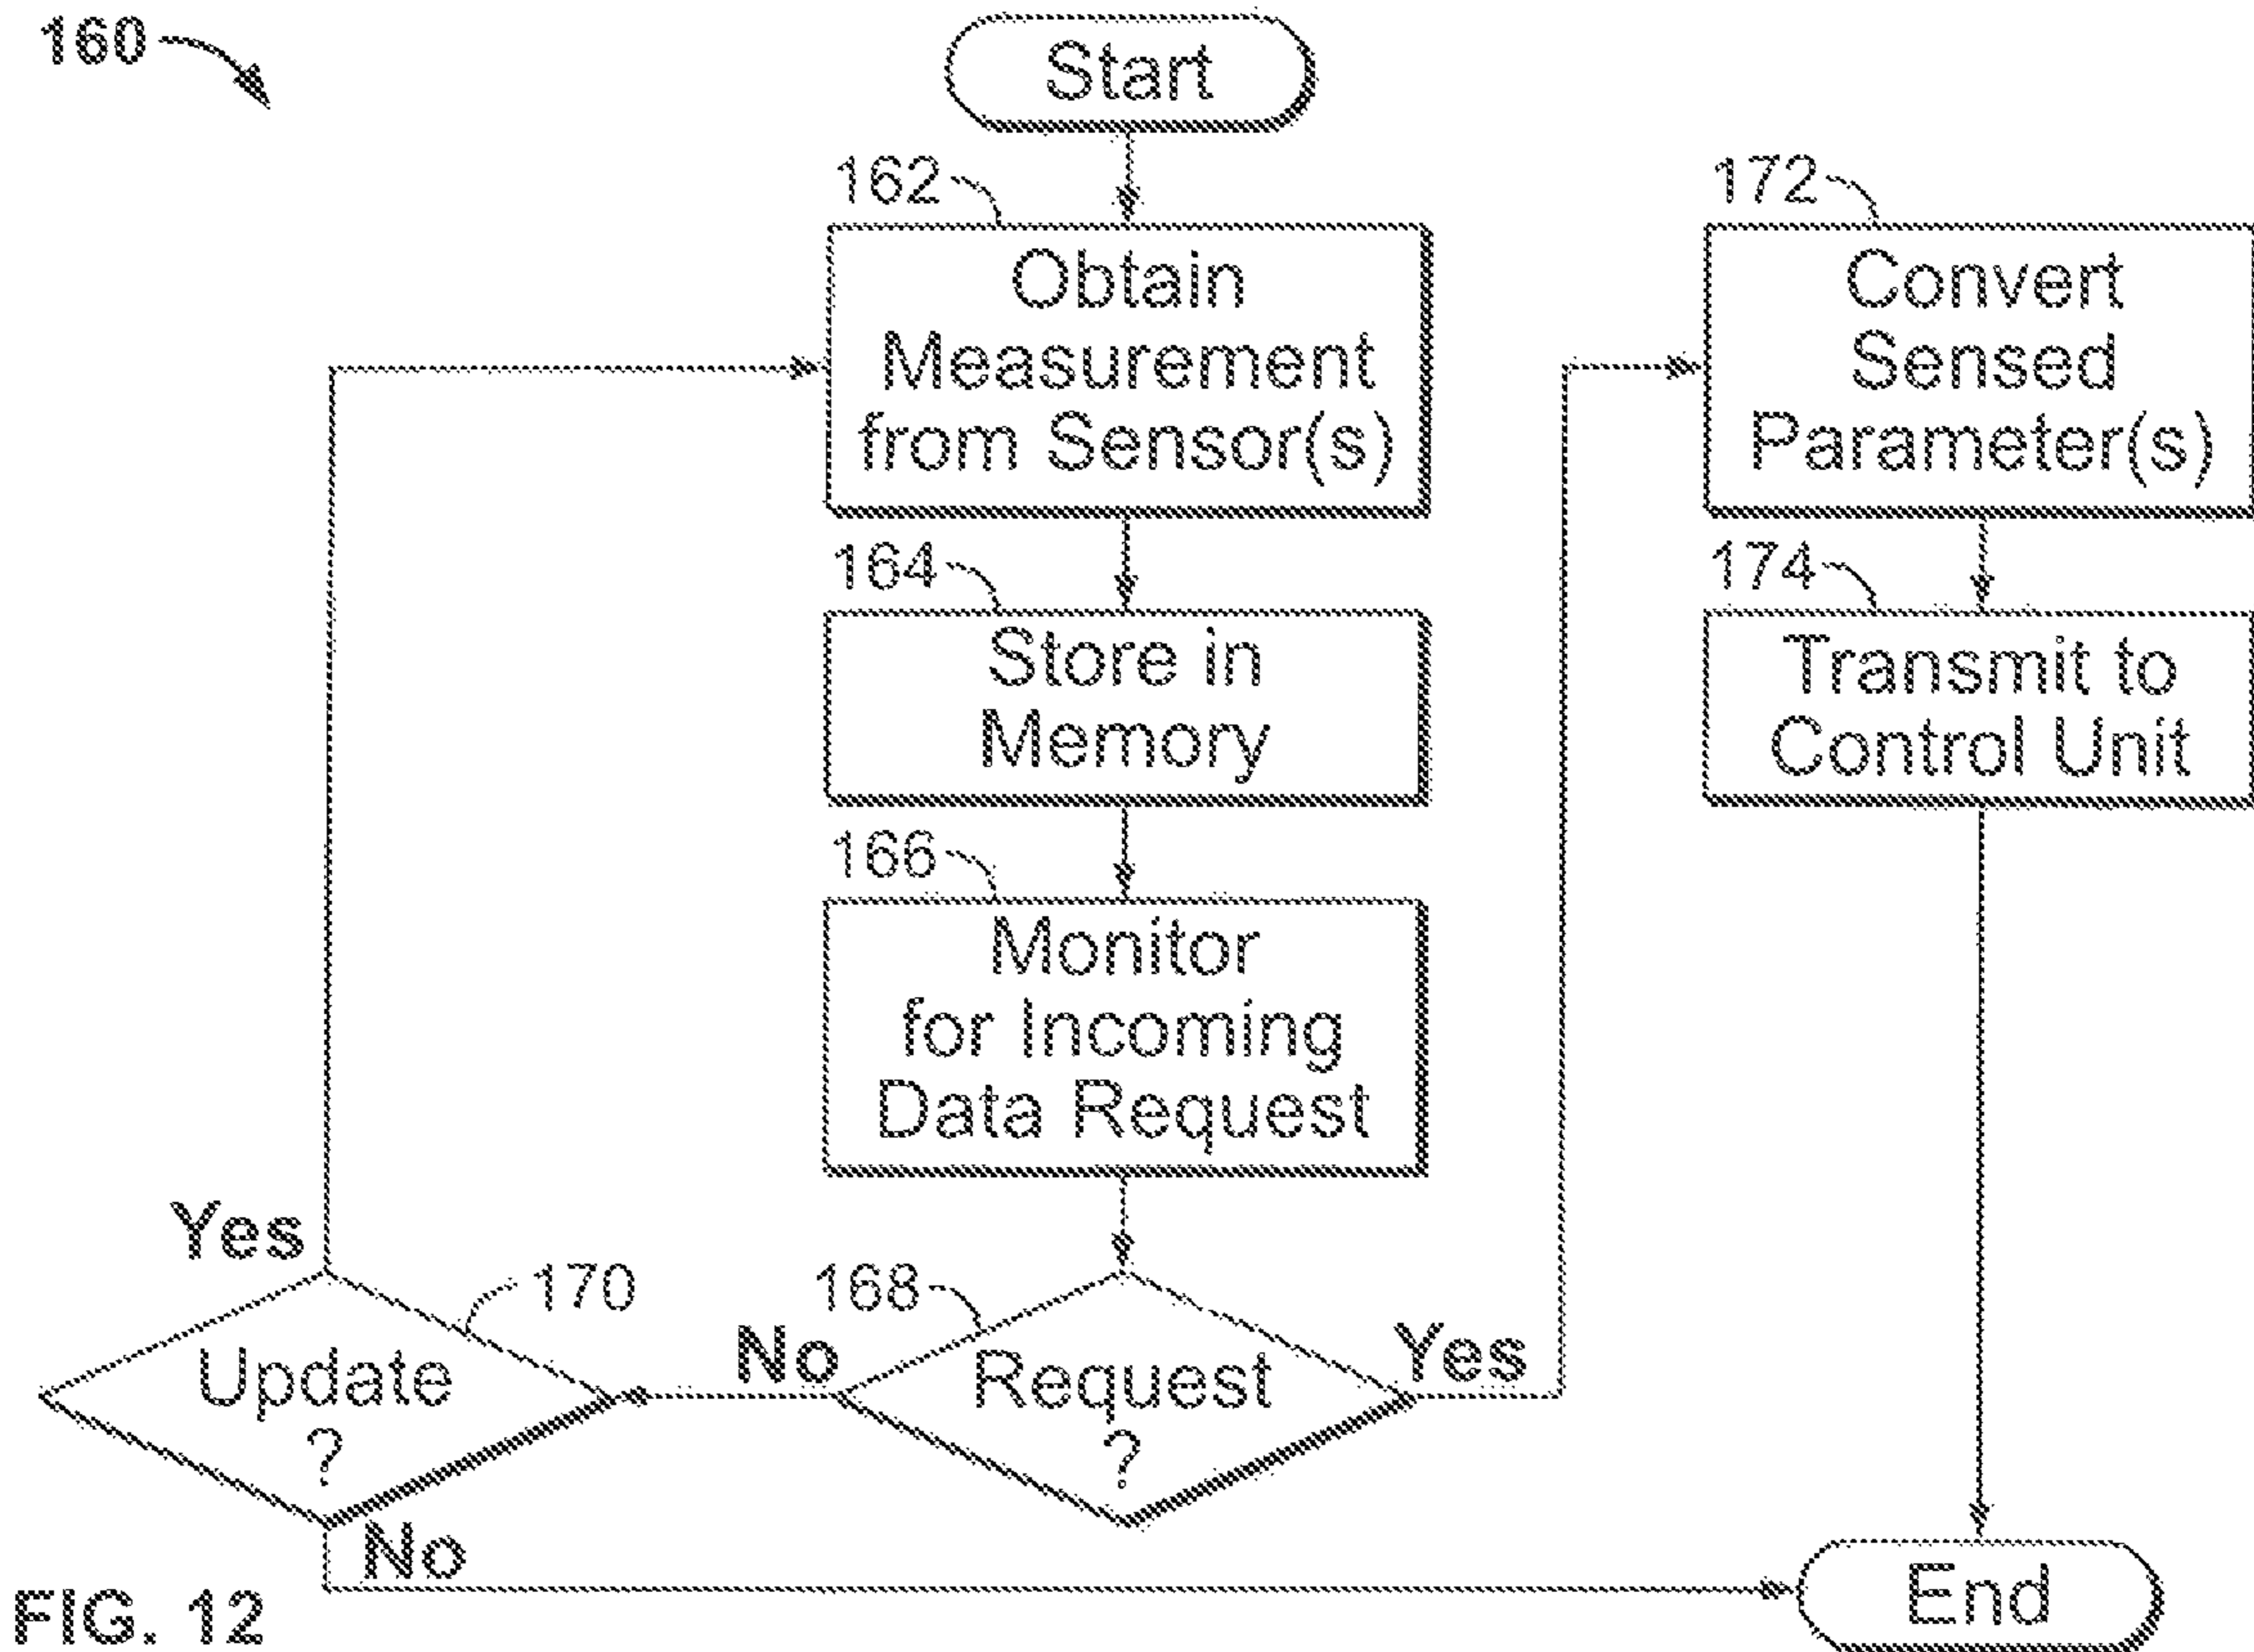 160
Start
162
Obtain
Measurement
from Sensor(s)
164
Store in
Memory
166
Monitor
for Incoming
Data Request
168
Request
?
Yes
No
170
Update
?
Yes
No
172
Convert
Sensed
Parameter(s)
174
Transmit to
Control Unit
End
FIG. 12